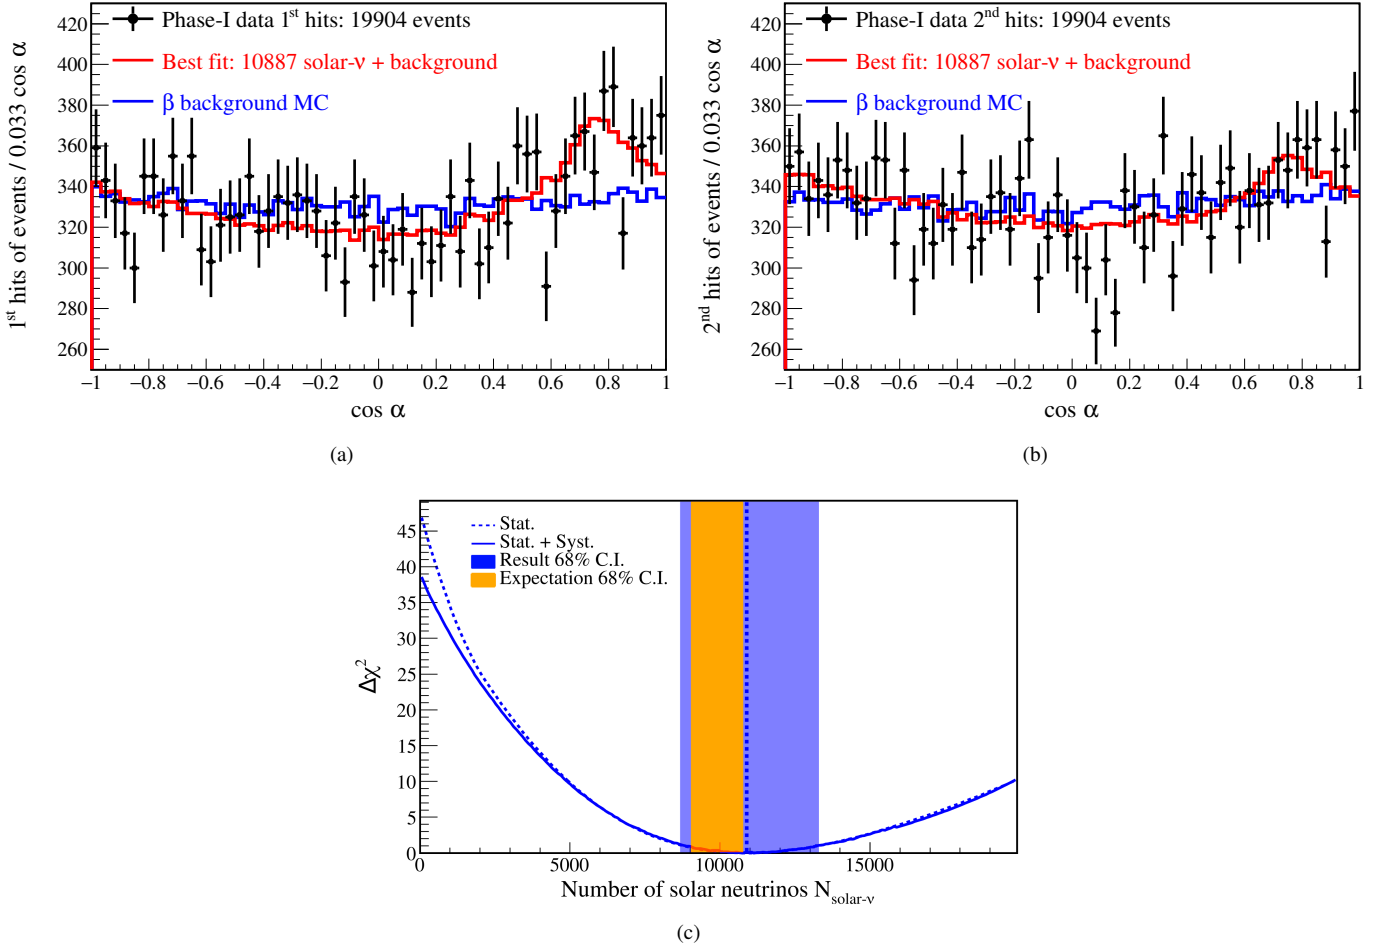 Phase-I data 1st hits: 19904 events
Best fit: 10887 solar-ν + background
β background MC
1st hits of events / 0.033 cos α
420
400
380
360
340
320
300
280
260
−1 −0.8 −0.6 −0.4 −0.2 0 0.2 0.4 0.6 0.8 1
cos α
(a)
Phase-I data 2nd hits: 19904 events
Best fit: 10887 solar-ν + background
β background MC
2nd hits of events / 0.033 cos α
420
400
380
360
340
320
300
280
260
−1 −0.8 −0.6 −0.4 −0.2 0 0.2 0.4 0.6 0.8 1
cos α
(b)
Stat.
Stat. + Syst.
Result 68% C.I.
Expectation 68% C.I.
Δχ2
45
40
35
30
25
20
15
10
5
0
0 5000 10000 15000
Number of solar neutrinos Nsolar-ν
(c)